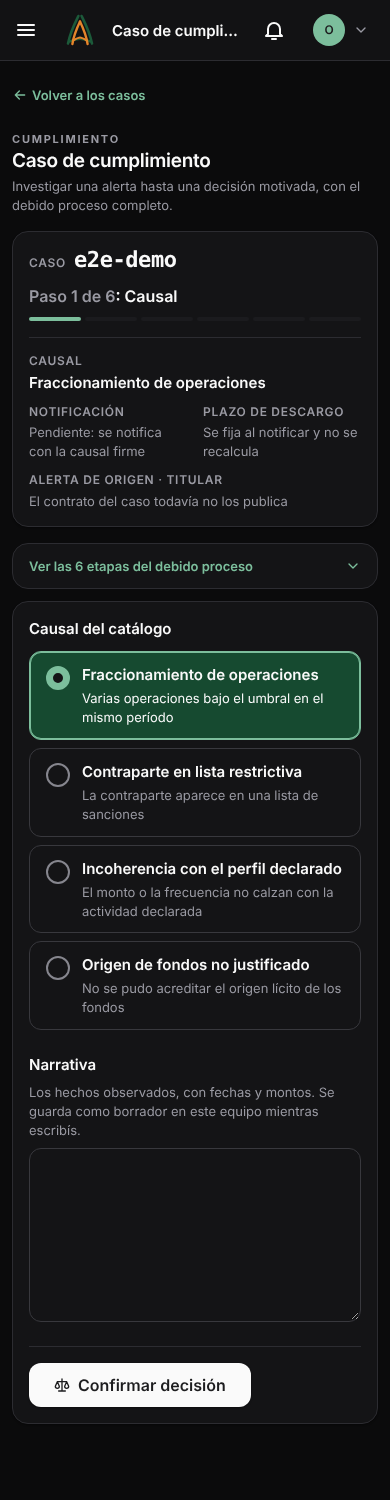 Caso de cumpli...
O
Volver a los casos
CUMPLIMIENTO
Caso de cumplimiento
Investigar una alerta hasta una decisión motivada, con el
debido proceso completo.
CASO e2e-demo
Paso 1 de 6: Causal
CAUSAL
Fraccionamiento de operaciones
NOTIFICACIÓN
Pendiente: se notifica
con la causal firme
PLAZO DE DESCARGO
Se fija al notificar y no se
recalcula
ALERTA DE ORIGEN · TITULAR
El contrato del caso todavía no los publica
Ver las 6 etapas del debido proceso
Causal del catálogo
Fraccionamiento de operaciones
Varias operaciones bajo el umbral en el
mismo período
Contraparte en lista restrictiva
La contraparte aparece en una lista de
sanciones
Incoherencia con el perfil declarado
El monto o la frecuencia no calzan con la
actividad declarada
Origen de fondos no justificado
No se pudo acreditar el origen lícito de los
fondos
Narrativa
Los hechos observados, con fechas y montos. Se
guarda como borrador en este equipo mientras
escribís.
Confirmar decisión